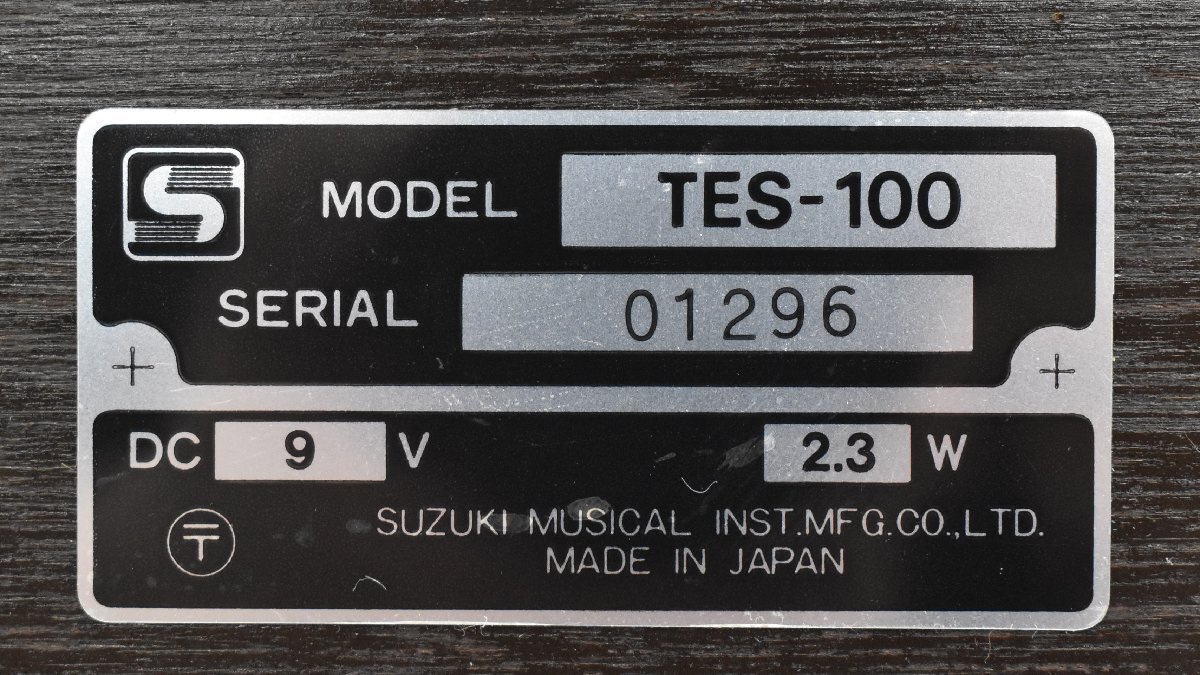 S
MODEL TES-100
SERIAL 01296
DC 9 V 2.3 W
〒
SUZUKI MUSICAL INST.MFG.CO.,LTD.
MADE IN JAPAN